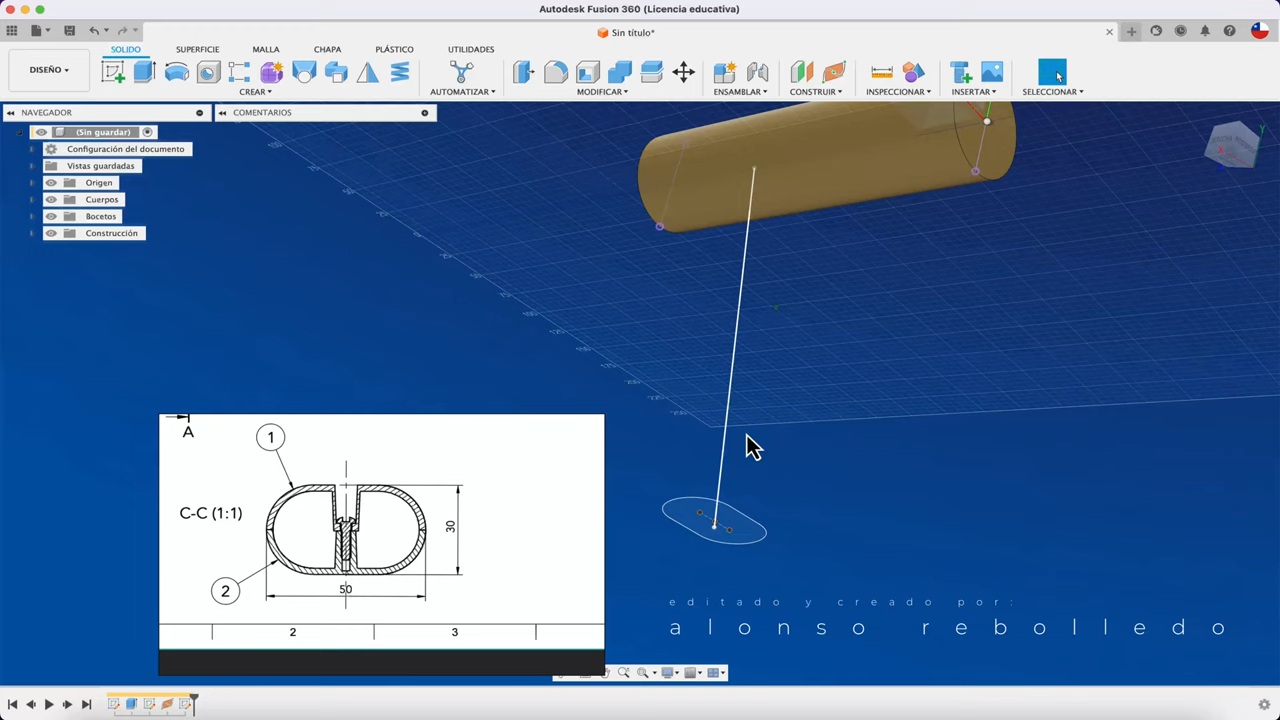 Autodesk Fusion 360 (Licencia educativa)
Sin título*
DISEÑO
SOLIDO
SUPERFICIE
MALLA
CHAPA
PLÁSTICO
UTILIDADES
CREAR
AUTOMATIZAR
MODIFICAR
ENSAMBLAR
CONSTRUIR
INSPECCIONAR
INSERTAR
SELECCIONAR
NAVEGADOR
COMENTARIOS
(Sin guardar)
Configuración del documento
Vistas guardadas
Origen
Cuerpos
Bocetos
Construcción
A
1
C-C (1:1)
30
2
50
2
3
editado y creado por:
alonso rebolledo